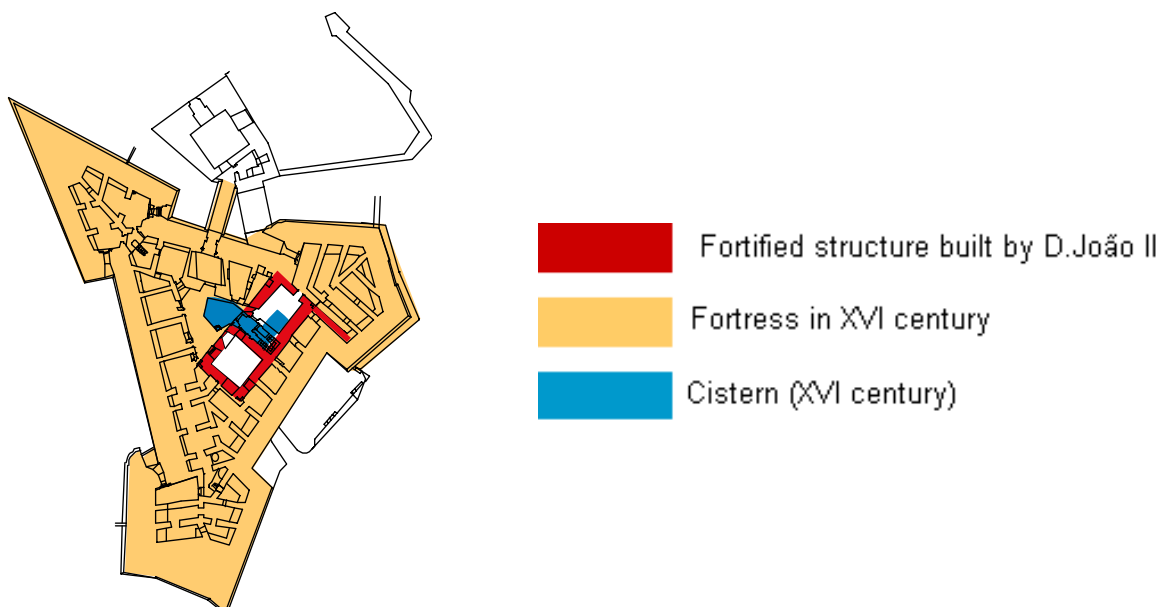 Fortified structure built by D.João II
Fortress in XVI century
Cistern (XVI century)